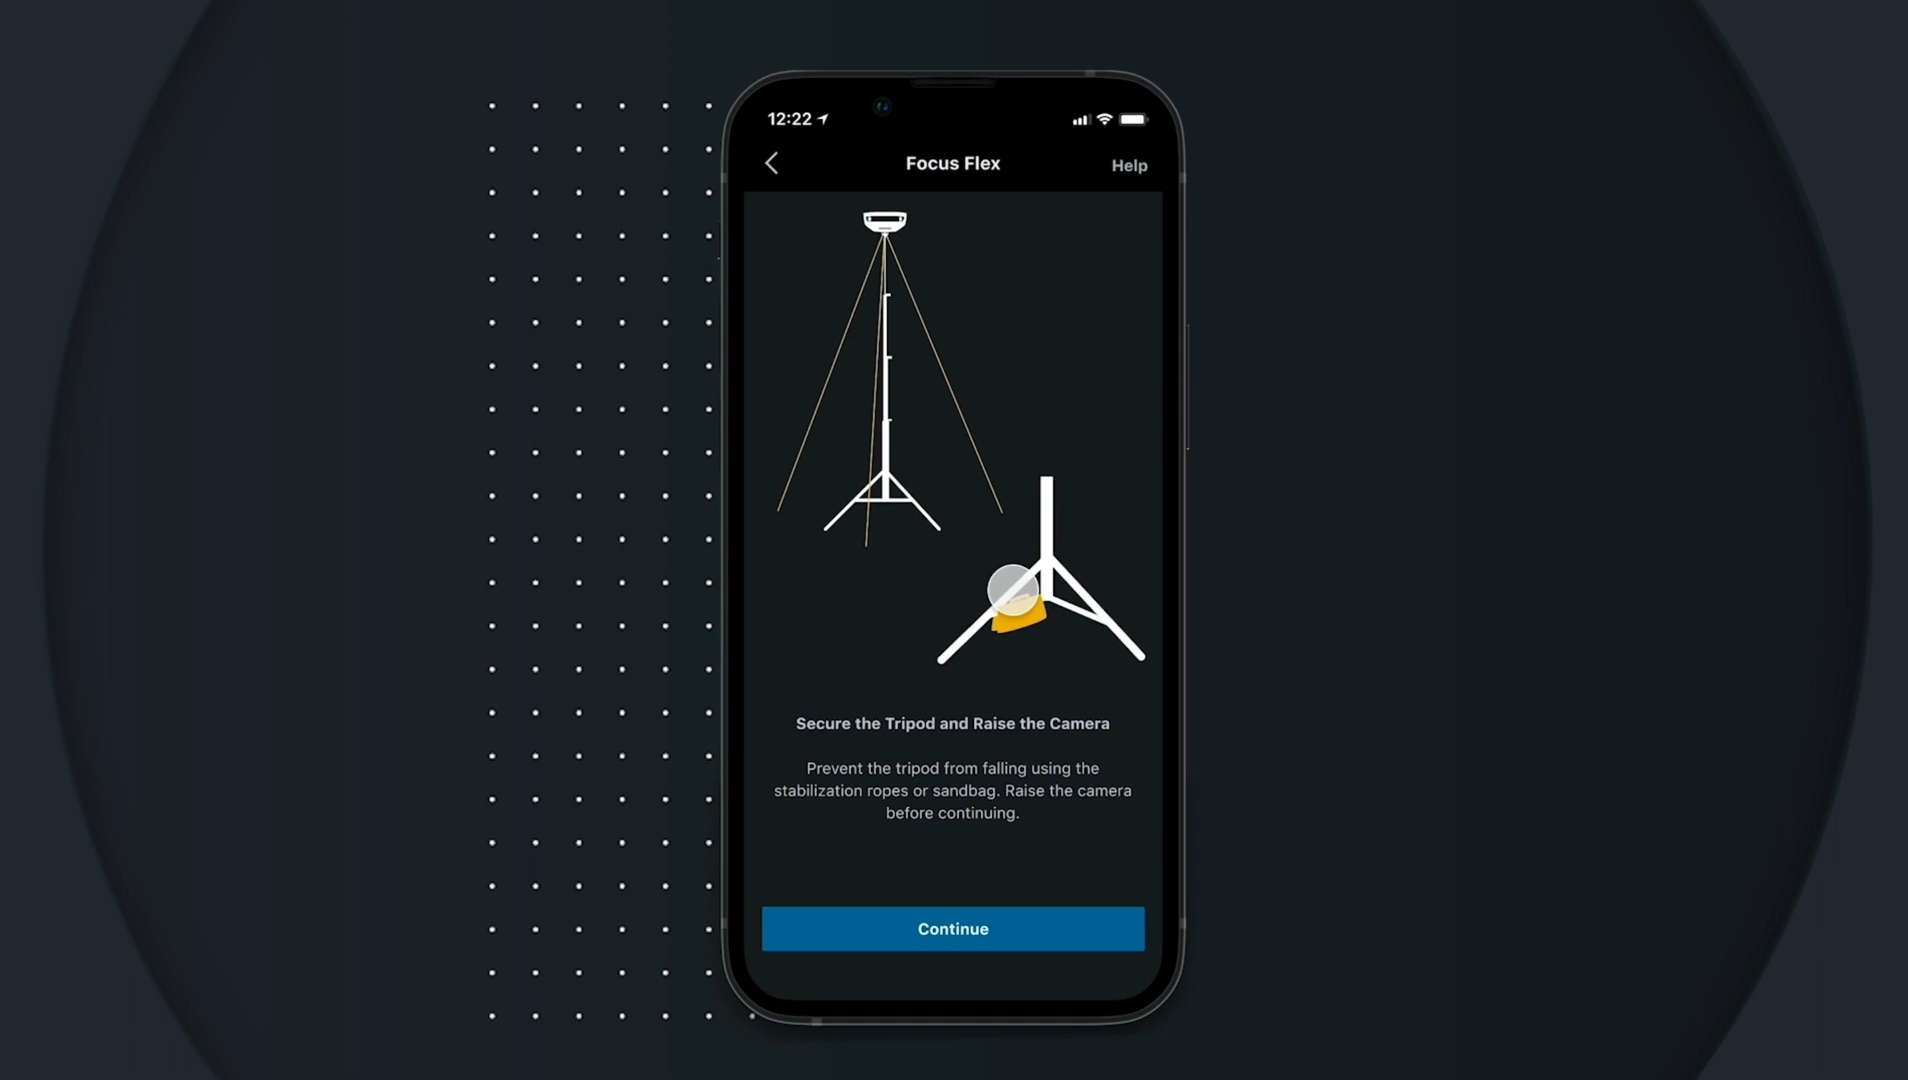 12:22
Focus Flex
Help
Secure the Tripod and Raise the Camera
Prevent the tripod from falling using the
stabilization ropes or sandbag. Raise the camera
before continuing.
Continue